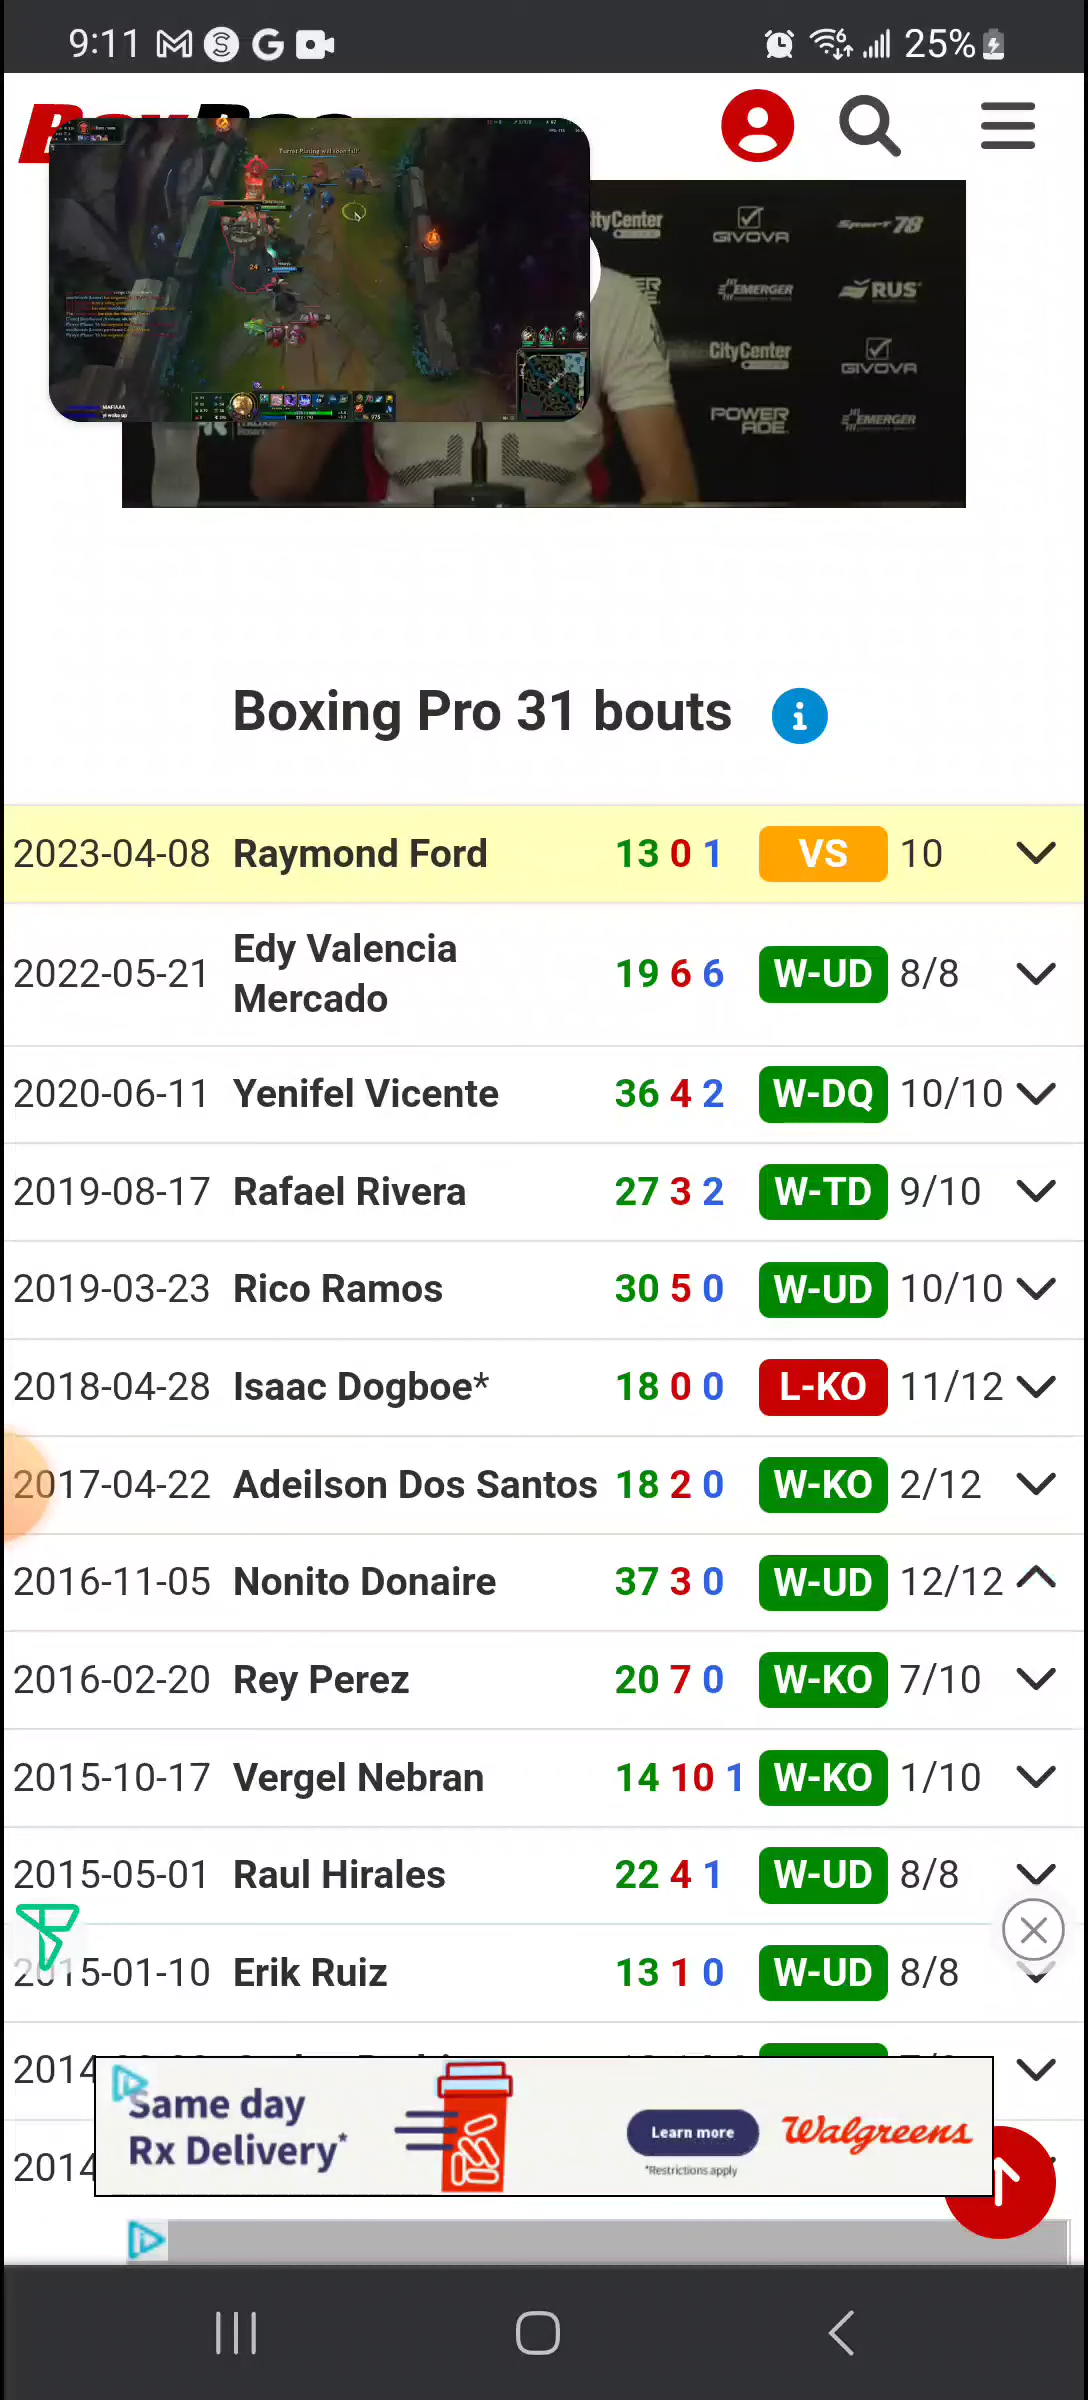 9:11
25%
CityCenter
GIVOVA
Sport 78
EMERGER
RUS
CityCenter
GIVOVA
POWER
ADE
EMERGER
24
Boxing Pro 31 bouts
2023-04-08 Raymond Ford 13 0 1 VS 10
2022-05-21 Edy Valencia Mercado 19 6 6 W-UD 8/8
2020-06-11 Yenifel Vicente 36 4 2 W-DQ 10/10
2019-08-17 Rafael Rivera 27 3 2 W-TD 9/10
2019-03-23 Rico Ramos 30 5 0 W-UD 10/10
2018-04-28 Isaac Dogboe* 18 0 0 L-KO 11/12
2017-04-22 Adeilson Dos Santos 18 2 0 W-KO 2/12
2016-11-05 Nonito Donaire 37 3 0 W-UD 12/12
2016-02-20 Rey Perez 20 7 0 W-KO 7/10
2015-10-17 Vergel Nebran 14 10 1 W-KO 1/10
2015-05-01 Raul Hirales 22 4 1 W-UD 8/8
2015-01-10 Erik Ruiz 13 1 0 W-UD 8/8
2014
Same day
Rx Delivery*
Learn more
*Restrictions apply
Walgreens
2014